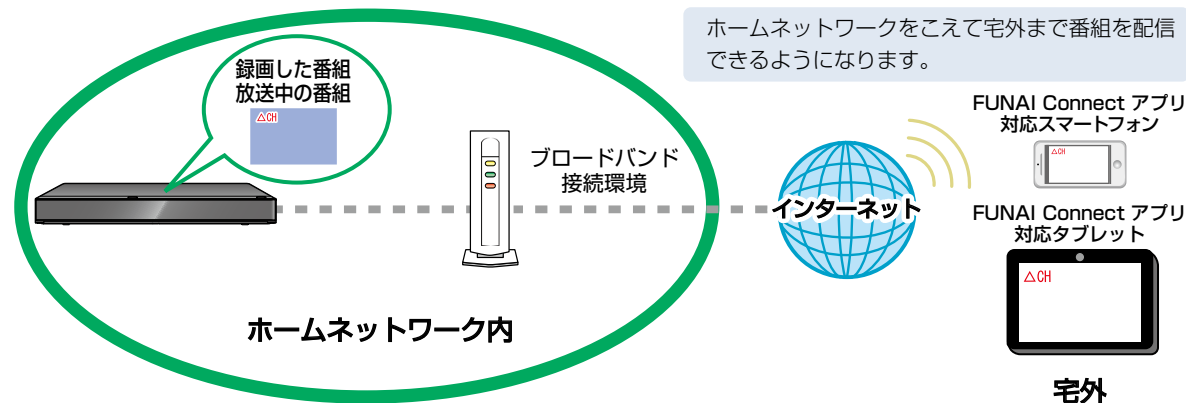 ホームネットワークをこえて宅外まで番組を配信
できるようになります。
録画した番組
放送中の番組
△CH
ブロードバンド
接続環境
インターネット
FUNAI Connect アプリ
対応スマートフォン
△CH
FUNAI Connect アプリ
対応タブレット
△CH
ホームネットワーク内
宅外